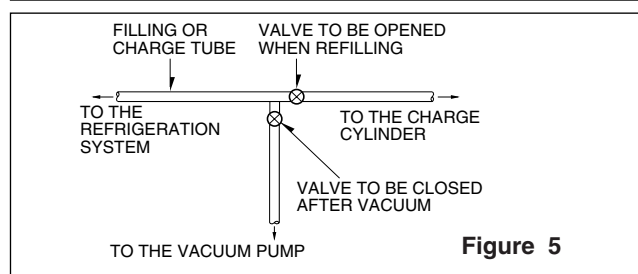 FILLING OR
CHARGE TUBE
VALVE TO BE OPENED
WHEN REFILLING
TO THE
REFRIGERATION
SYSTEM
TO THE CHARGE
CYLINDER
VALVE TO BE CLOSED
AFTER VACUUM
TO THE VACUUM PUMP
Figure 5